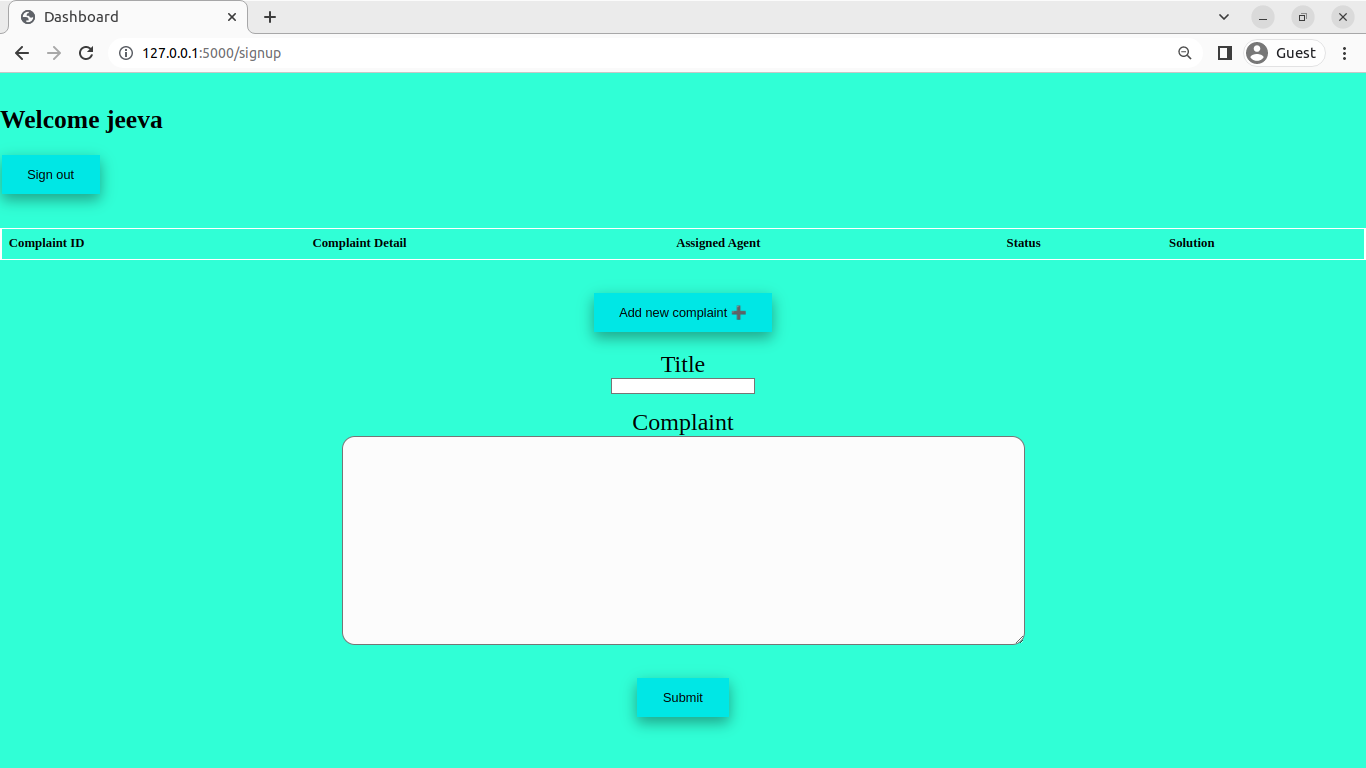 Dashboard
127.0.0.1:5000/signup
Guest
Welcome jeeva
Sign out
Complaint ID Complaint Detail Assigned Agent Status Solution
Add new complaint ➕
Title
Complaint
Submit